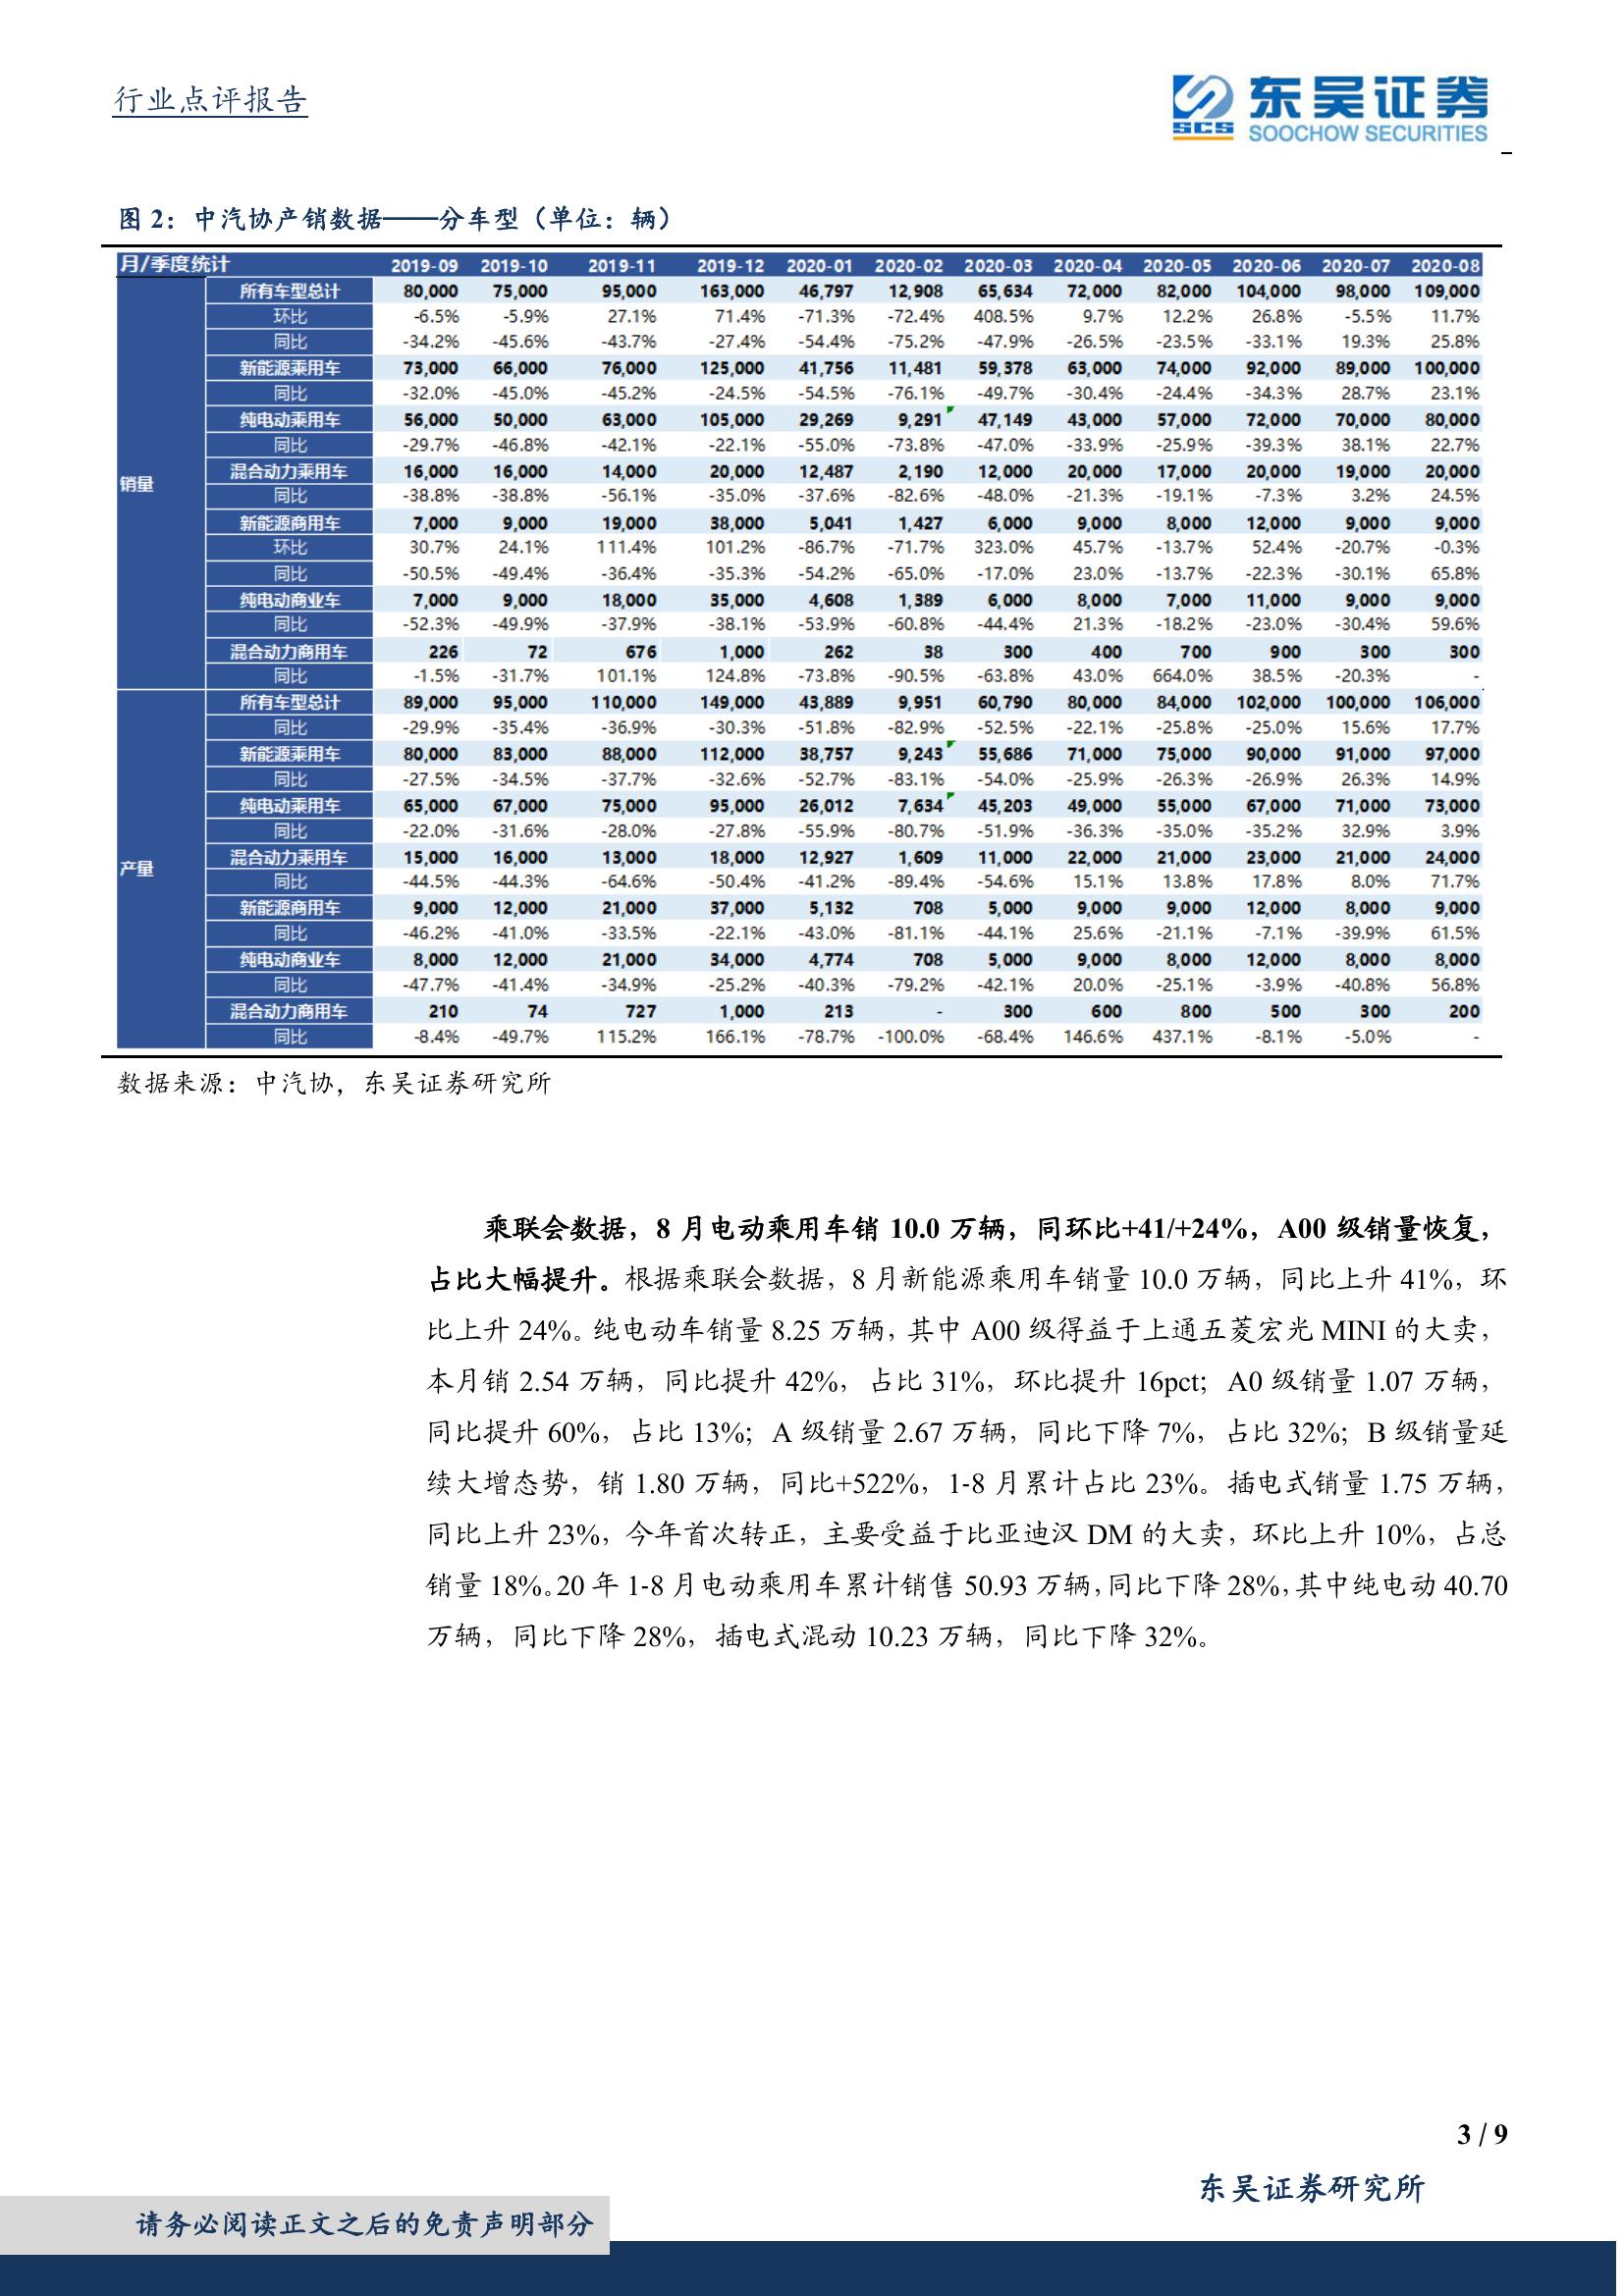 行业点评报告
SCS 东吴证券
SOOCHOW SECURITIES
图 2：中汽协产销数据——分车型（单位：辆）
月/季度统计 2019-09 2019-10 2019-11 2019-12 2020-01 2020-02 2020-03 2020-04 2020-05 2020-06 2020-07 2020-08
销量
所有车型总计 80,000 75,000 95,000 163,000 46,797 12,908 65,634 72,000 82,000 104,000 98,000 109,000
环比 -6.5% -5.9% 27.1% 71.4% -71.3% -72.4% 408.5% 9.7% 12.2% 26.8% -5.5% 11.7%
同比 -34.2% -45.6% -43.7% -27.4% -54.4% -75.2% -47.9% -26.5% -23.5% -33.1% 19.3% 25.8%
新能源乘用车 73,000 66,000 76,000 125,000 41,756 11,481 59,378 63,000 74,000 92,000 89,000 100,000
同比 -32.0% -45.0% -45.2% -24.5% -54.5% -76.1% -49.7% -30.4% -24.4% -34.3% 28.7% 23.1%
纯电动乘用车 56,000 50,000 63,000 105,000 29,269 9,291 47,149 43,000 57,000 72,000 70,000 80,000
同比 -29.7% -46.8% -42.1% -22.1% -55.0% -73.8% -47.0% -33.9% -25.9% -39.3% 38.1% 22.7%
混合动力乘用车 16,000 16,000 14,000 20,000 12,487 2,190 12,000 20,000 17,000 20,000 19,000 20,000
同比 -38.8% -38.8% -56.1% -35.0% -37.6% -82.6% -48.0% -21.3% -19.1% -7.3% 3.2% 24.5%
新能源商用车 7,000 9,000 19,000 38,000 5,041 1,427 6,000 9,000 8,000 12,000 9,000 9,000
环比 30.7% 24.1% 111.4% 101.2% -86.7% -71.7% 323.0% 45.7% -13.7% 52.4% -20.7% -0.3%
同比 -50.5% -49.4% -36.4% -35.3% -54.2% -65.0% -17.0% 23.0% -13.7% -22.3% -30.1% 65.8%
纯电动商业车 7,000 9,000 18,000 35,000 4,608 1,389 6,000 8,000 7,000 11,000 9,000 9,000
同比 -52.3% -49.9% -37.9% -38.1% -53.9% -60.8% -44.4% 21.3% -18.2% -23.0% -30.4% 59.6%
混合动力商用车 226 72 676 1,000 262 38 300 400 700 900 300 300
同比 -1.5% -31.7% 101.1% 124.8% -73.8% -90.5% -63.8% 43.0% 664.0% 38.5% -20.3% -
产量
所有车型总计 89,000 95,000 110,000 149,000 43,889 9,951 60,790 80,000 84,000 102,000 100,000 106,000
同比 -29.9% -35.4% -36.9% -30.3% -51.8% -82.9% -52.5% -22.1% -25.8% -25.0% 15.6% 17.7%
新能源乘用车 80,000 83,000 88,000 112,000 38,757 9,243 55,686 71,000 75,000 90,000 91,000 97,000
同比 -27.5% -34.5% -37.7% -32.6% -52.7% -83.1% -54.0% -25.9% -26.3% -26.9% 26.3% 14.9%
纯电动乘用车 65,000 67,000 75,000 95,000 26,012 7,634 45,203 49,000 55,000 67,000 71,000 73,000
同比 -22.0% -31.6% -28.0% -27.8% -55.9% -80.7% -51.9% -36.3% -35.0% -35.2% 32.9% 3.9%
混合动力乘用车 15,000 16,000 13,000 18,000 12,927 1,609 11,000 22,000 21,000 23,000 21,000 24,000
同比 -44.5% -44.3% -64.6% -50.4% -41.2% -89.4% -54.6% 15.1% 13.8% 17.8% 8.0% 71.7%
新能源商用车 9,000 12,000 21,000 37,000 5,132 708 5,000 9,000 9,000 12,000 8,000 9,000
同比 -46.2% -41.0% -33.5% -22.1% -43.0% -81.1% -44.1% 25.6% -21.1% -7.1% -39.9% 61.5%
纯电动商业车 8,000 12,000 21,000 34,000 4,774 708 5,000 9,000 8,000 12,000 8,000 8,000
同比 -47.7% -41.4% -34.9% -25.2% -40.3% -79.2% -42.1% 20.0% -25.1% -3.9% -40.8% 56.8%
混合动力商用车 210 74 727 1,000 213 - 300 600 800 500 300 200
同比 -8.4% -49.7% 115.2% 166.1% -78.7% -100.0% -68.4% 146.6% 437.1% -8.1% -5.0% -
数据来源：中汽协，东吴证券研究所
乘联会数据，8 月电动乘用车销 10.0 万辆，同环比+41/+24%，A00 级销量恢复，
占比大幅提升。根据乘联会数据，8 月新能源乘用车销量 10.0 万辆，同比上升 41%，环
比上升 24%。纯电动车销量 8.25 万辆，其中 A00 级得益于上通五菱宏光 MINI 的大卖，
本月销 2.54 万辆，同比提升 42%，占比 31%，环比提升 16pct；A0 级销量 1.07 万辆，
同比提升 60%，占比 13%；A 级销量 2.67 万辆，同比下降 7%，占比 32%；B 级销量延
续大增态势，销 1.80 万辆，同比+522%，1-8 月累计占比 23%。插电式销量 1.75 万辆，
同比上升 23%，今年首次转正，主要受益于比亚迪汉 DM 的大卖，环比上升 10%，占总
销量 18%。20 年 1-8 月电动乘用车累计销售 50.93 万辆，同比下降 28%，其中纯电动 40.70
万辆，同比下降 28%，插电式混动 10.23 万辆，同比下降 32%。
3 / 9
东吴证券研究所
请务必阅读正文之后的免责声明部分